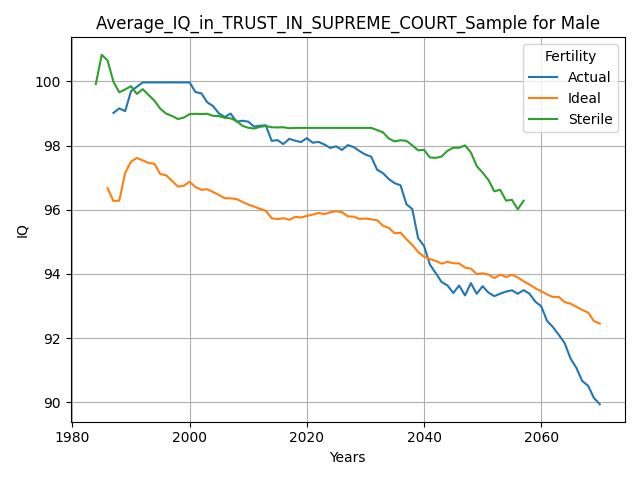 Average_IQ_in_TRUST_IN_SUPREME_COURT_Sample for Male
Fertility
Actual
Ideal
Sterile
IQ
100
98
96
94
92
90
1980
2000
2020
2040
2060
Years